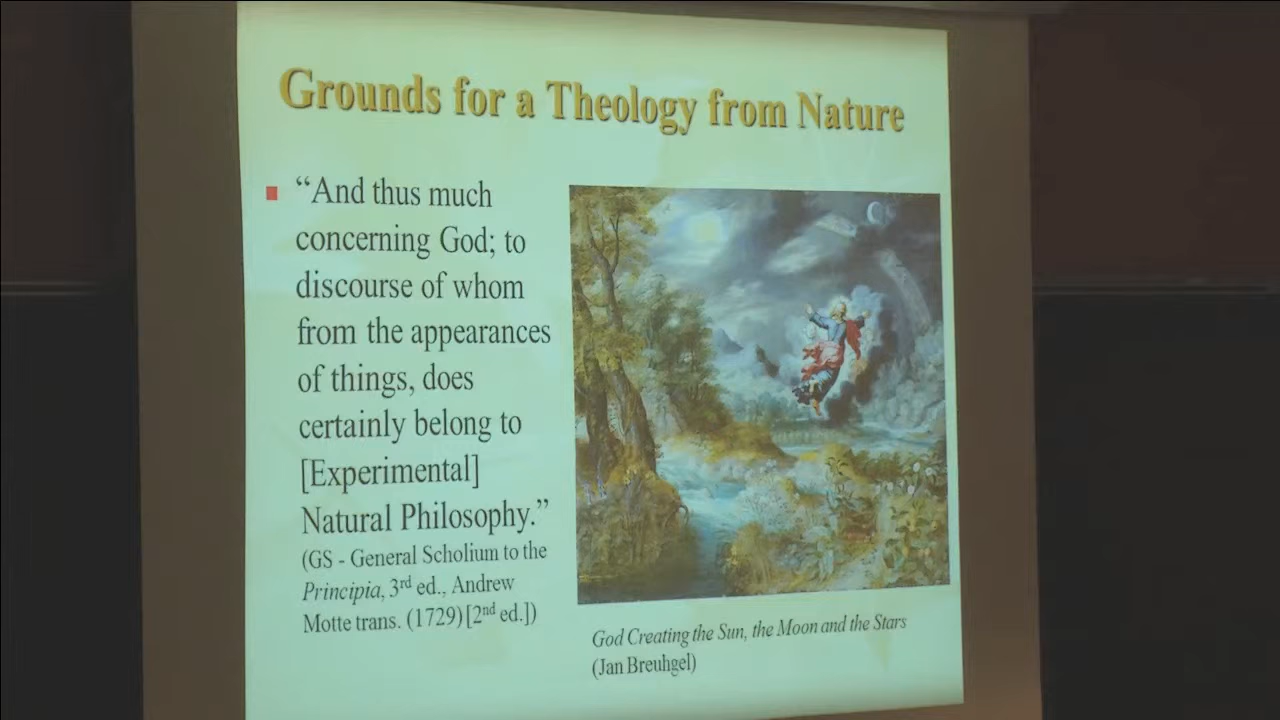 Grounds for a Theology from Nature
“And thus much
concerning God; to
discourse of whom
from the appearances
of things, does
certainly belong to
[Experimental]
Natural Philosophy.”
(GS - General Scholium to the
Principia, 3rd ed., Andrew
Motte trans. (1729) [2nd ed.])
God Creating the Sun, the Moon and the Stars
(Jan Breuhgel)